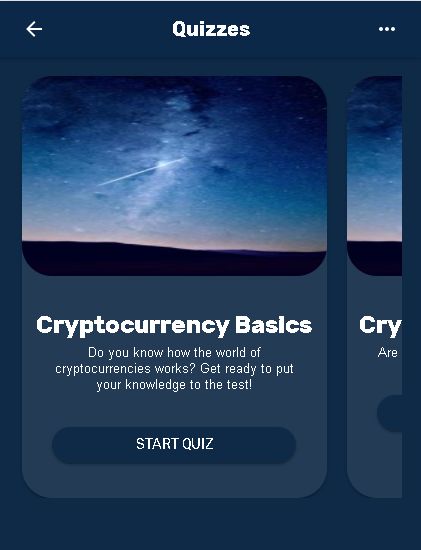 Quizzes
Cryptocurrency Basics
Do you know how the world of
cryptocurrencies works? Get ready to put
your knowledge to the test!
START QUIZ
Cry
Are